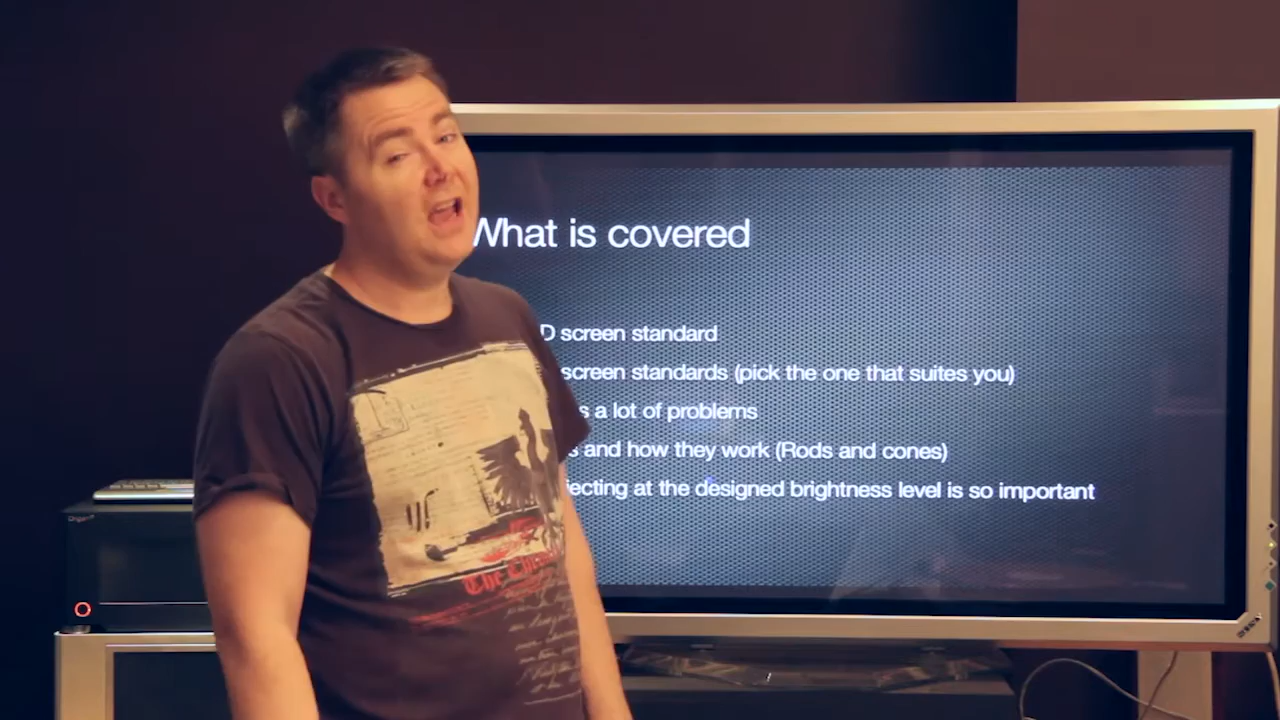 What is covered
D screen standard
screen standards (pick the one that suites you)
s a lot of problems
s and how they work (Rods and cones)
jecting at the designed brightness level is so important
The